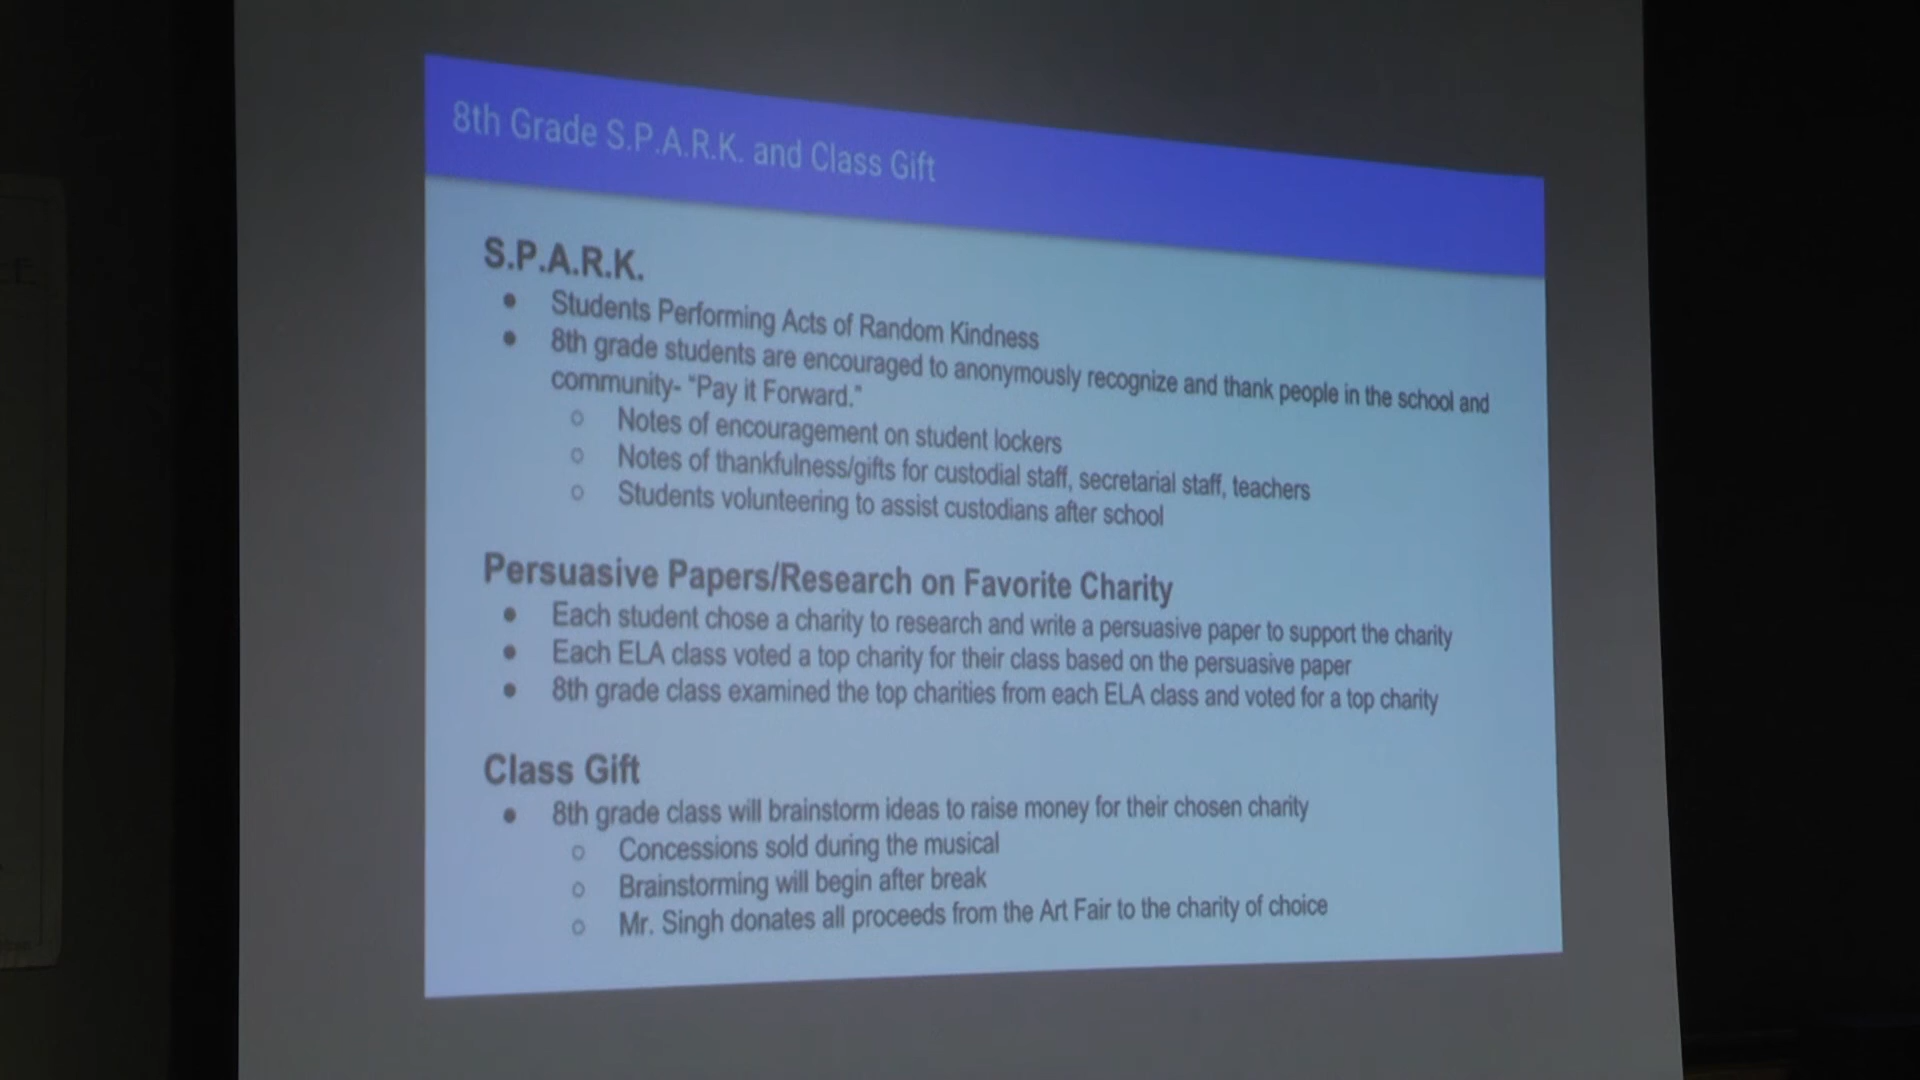 8th Grade S.P.A.R.K. and Class Gift
S.P.A.R.K.
● Students Performing Acts of Random Kindness
● 8th grade students are encouraged to anonymously recognize and thank people in the school and
community- “Pay it Forward.”
○ Notes of encouragement on student lockers
○ Notes of thankfulness/gifts for custodial staff, secretarial staff, teachers
○ Students volunteering to assist custodians after school
Persuasive Papers/Research on Favorite Charity
● Each student chose a charity to research and write a persuasive paper to support the charity
● Each ELA class voted a top charity for their class based on the persuasive paper
● 8th grade class examined the top charities from each ELA class and voted for a top charity
Class Gift
● 8th grade class will brainstorm ideas to raise money for their chosen charity
○ Concessions sold during the musical
○ Brainstorming will begin after break
○ Mr. Singh donates all proceeds from the Art Fair to the charity of choice